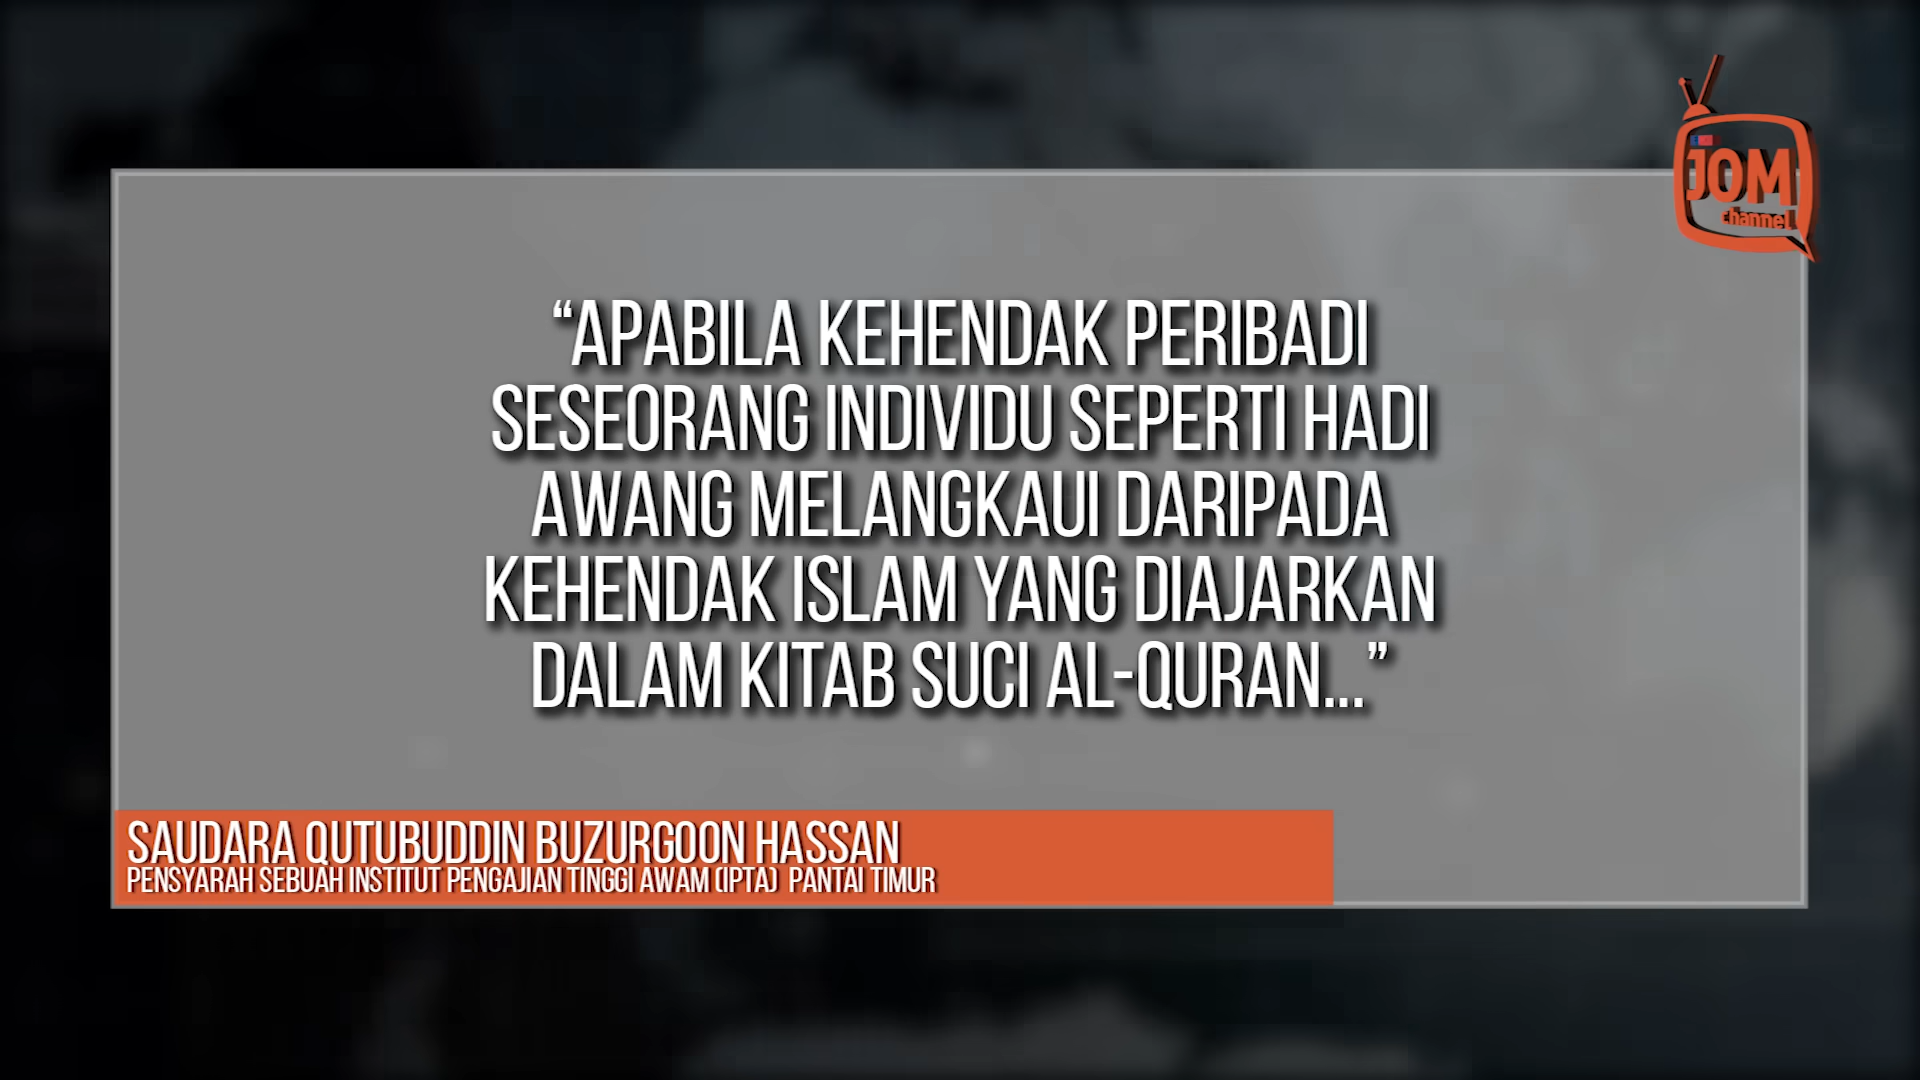 JOM
channel
“APABILA KEHENDAK PERIBADI
SESEORANG INDIVIDU SEPERTI HADI
AWANG MELANGKAUI DARIPADA
KEHENDAK ISLAM YANG DIAJARKAN
DALAM KITAB SUCI AL-QURAN...”
SAUDARA QUTUBUDDIN BUZURGOON HASSAN
PENSYARAH SEBUAH INSTITUT PENGAJIAN TINGGI AWAM (IPTA) PANTAI TIMUR